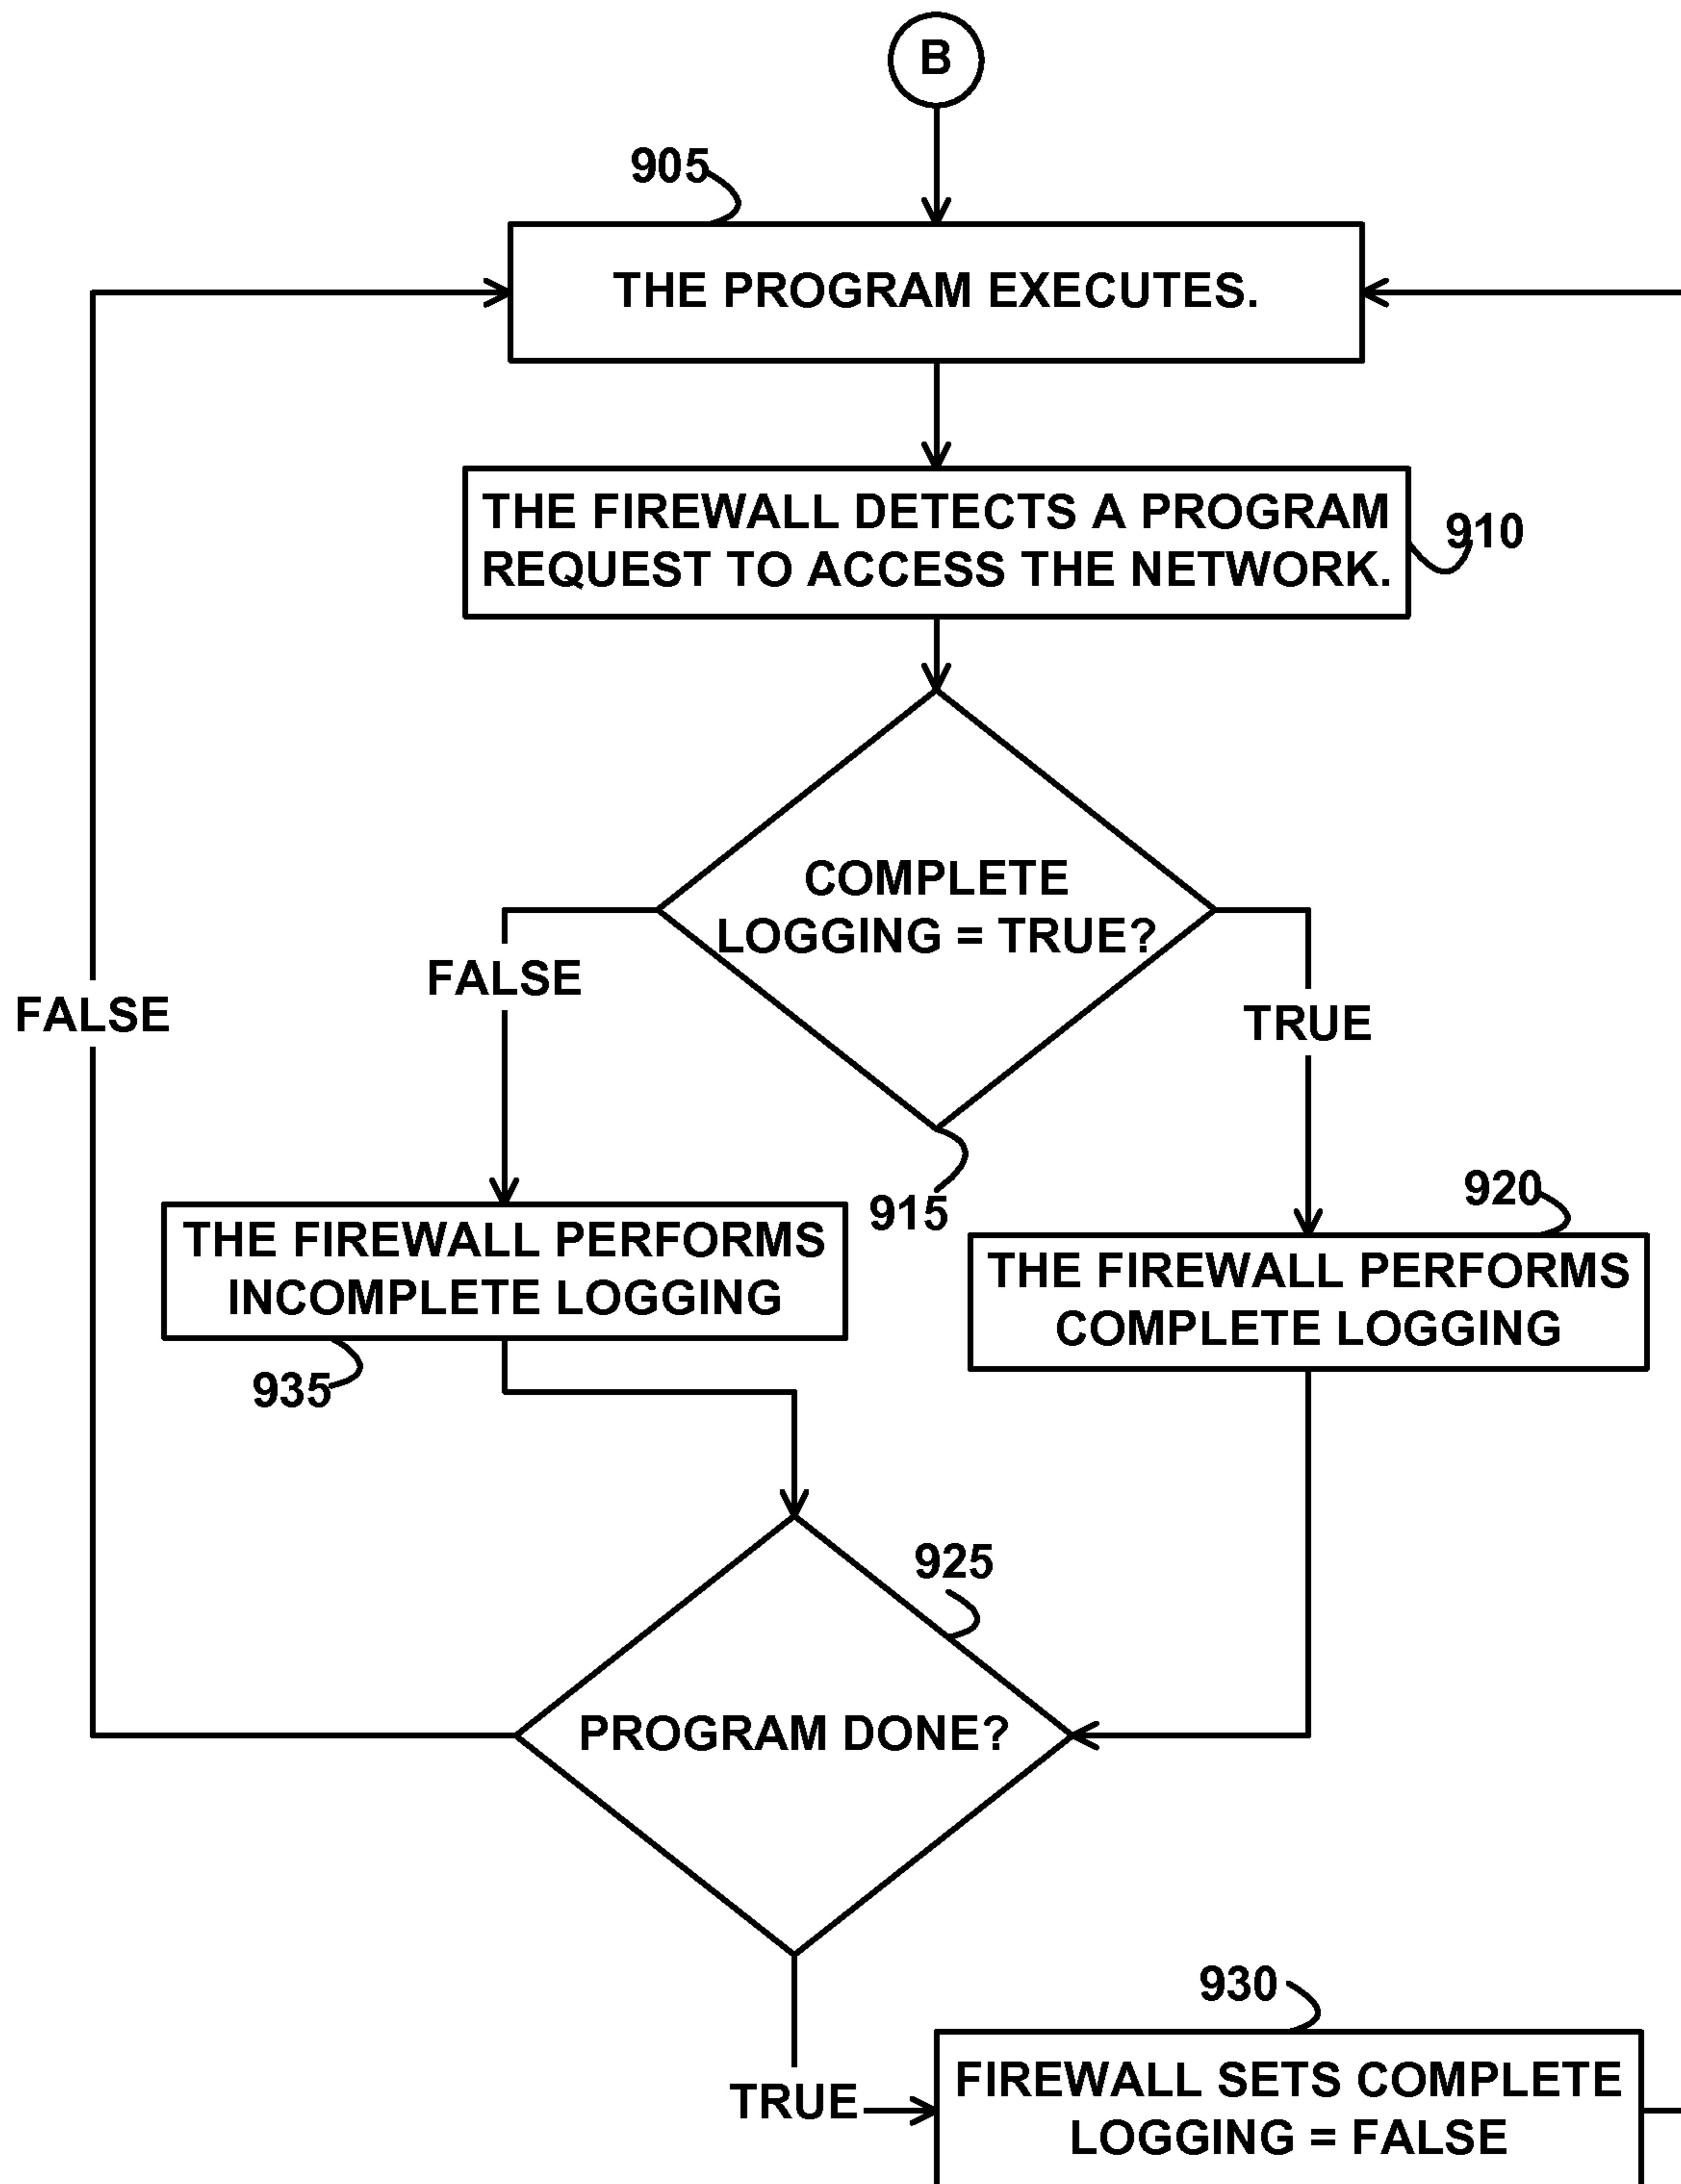 B
905
THE PROGRAM EXECUTES.
THE FIREWALL DETECTS A PROGRAM
REQUEST TO ACCESS THE NETWORK.
910
COMPLETE
LOGGING = TRUE?
FALSE
FALSE
TRUE
915
920
THE FIREWALL PERFORMS
INCOMPLETE LOGGING
THE FIREWALL PERFORMS
COMPLETE LOGGING
935
925
PROGRAM DONE?
930
TRUE
FIREWALL SETS COMPLETE
LOGGING = FALSE